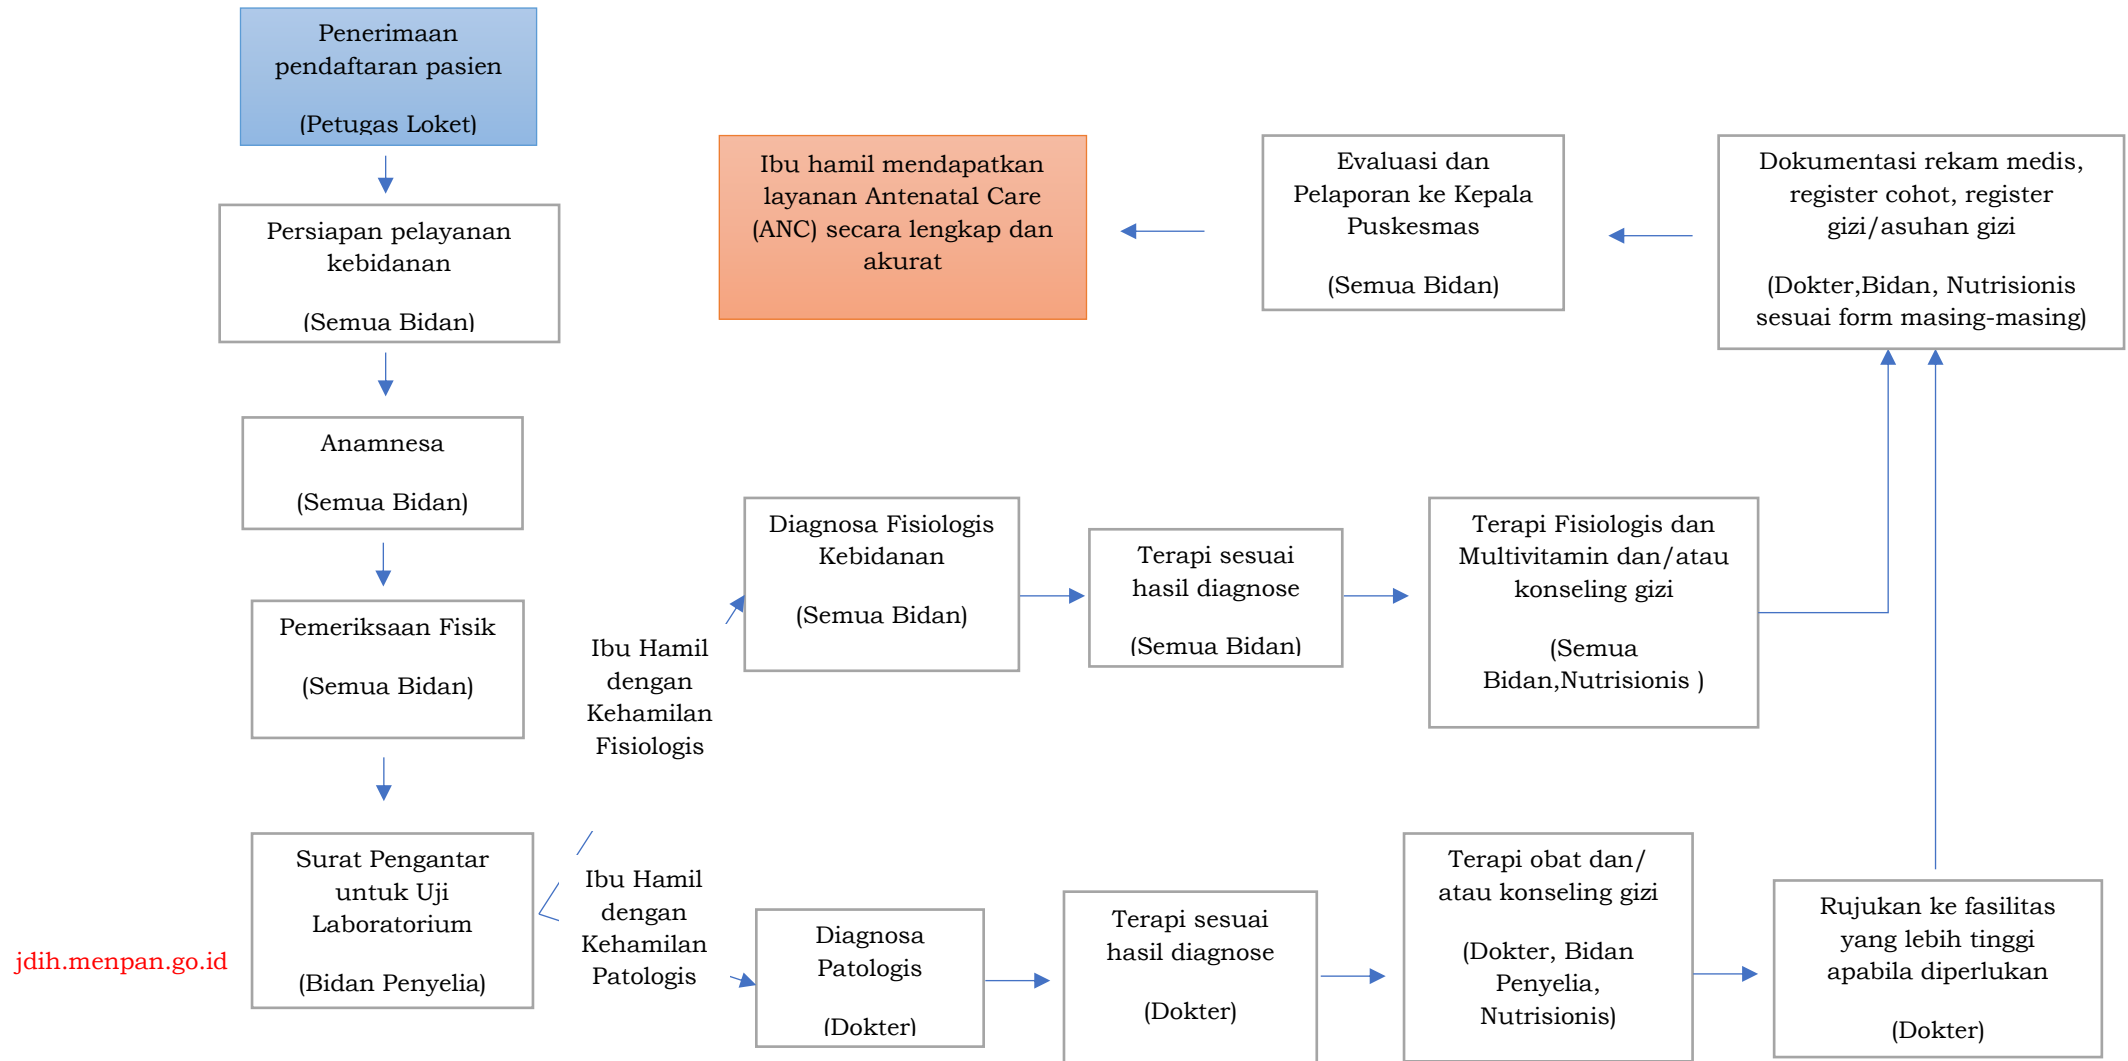 Penerimaan
pendaftaran pasien
(Petugas Loket)
Persiapan pelayanan
kebidanan
(Semua Bidan)
Anamnesa
(Semua Bidan)
Pemeriksaan Fisik
(Semua Bidan)
Surat Pengantar
untuk Uji
Laboratorium
(Bidan Penyelia)
Ibu Hamil
dengan
Kehamilan
Fisiologis
Diagnosa Fisiologis
Kebidanan
(Semua Bidan)
Terapi sesuai
hasil diagnose
(Semua Bidan)
Terapi Fisiologis dan
Multivitamin dan/atau
konseling gizi
(Semua
Bidan,Nutrisionis )
Ibu Hamil
dengan
Kehamilan
Patologis
Diagnosa
Patologis
(Dokter)
Terapi sesuai
hasil diagnose
(Dokter)
Terapi obat dan/
atau konseling gizi
(Dokter, Bidan
Penyelia,
Nutrisionis)
Rujukan ke fasilitas
yang lebih tinggi
apabila diperlukan
(Dokter)
Dokumentasi rekam medis,
register cohot, register
gizi/asuhan gizi
(Dokter,Bidan, Nutrisionis
sesuai form masing-masing)
Evaluasi dan
Pelaporan ke Kepala
Puskesmas
(Semua Bidan)
Ibu hamil mendapatkan
layanan Antenatal Care
(ANC) secara lengkap dan
akurat
jdih.menpan.go.id